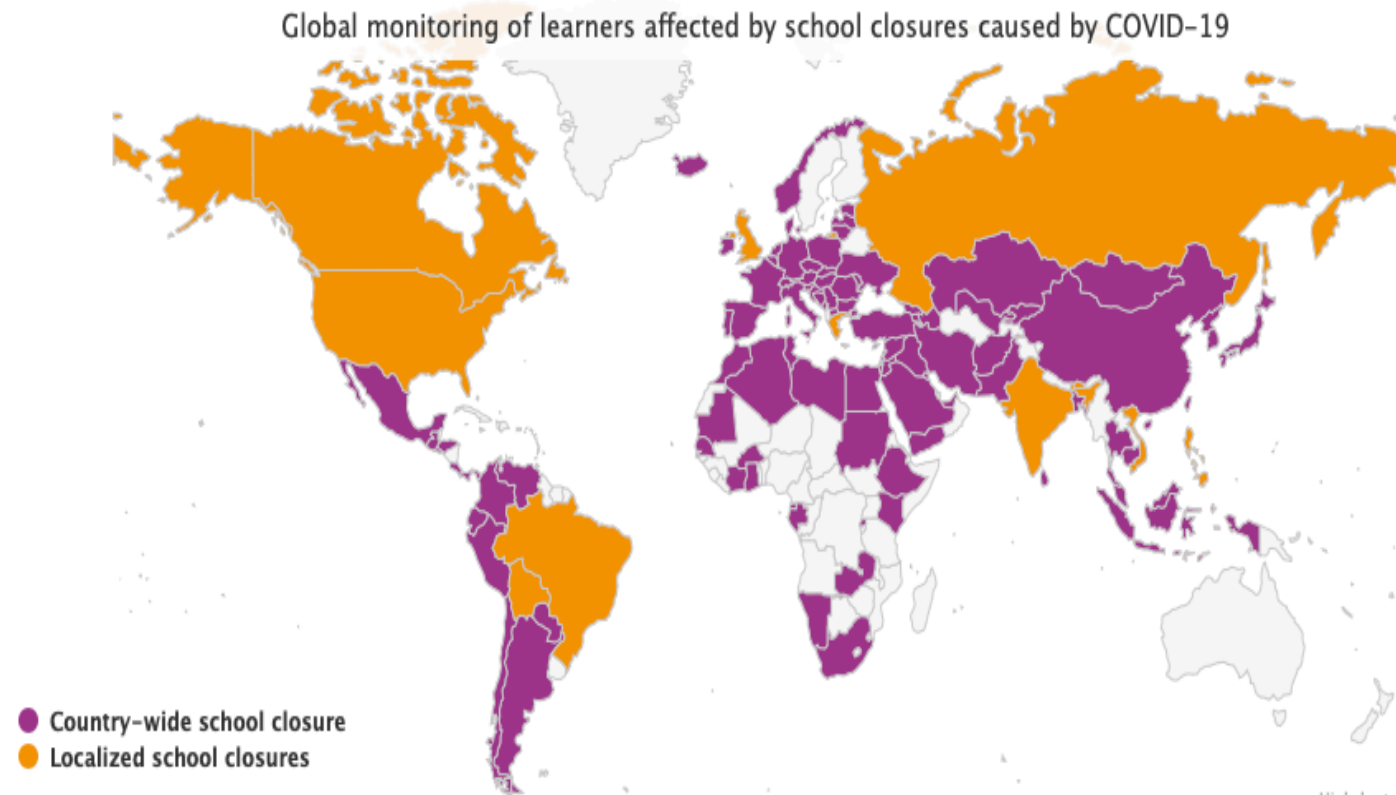 Global monitoring of learners affected by school closures caused by COVID-19
Country-wide school closure
Localized school closures